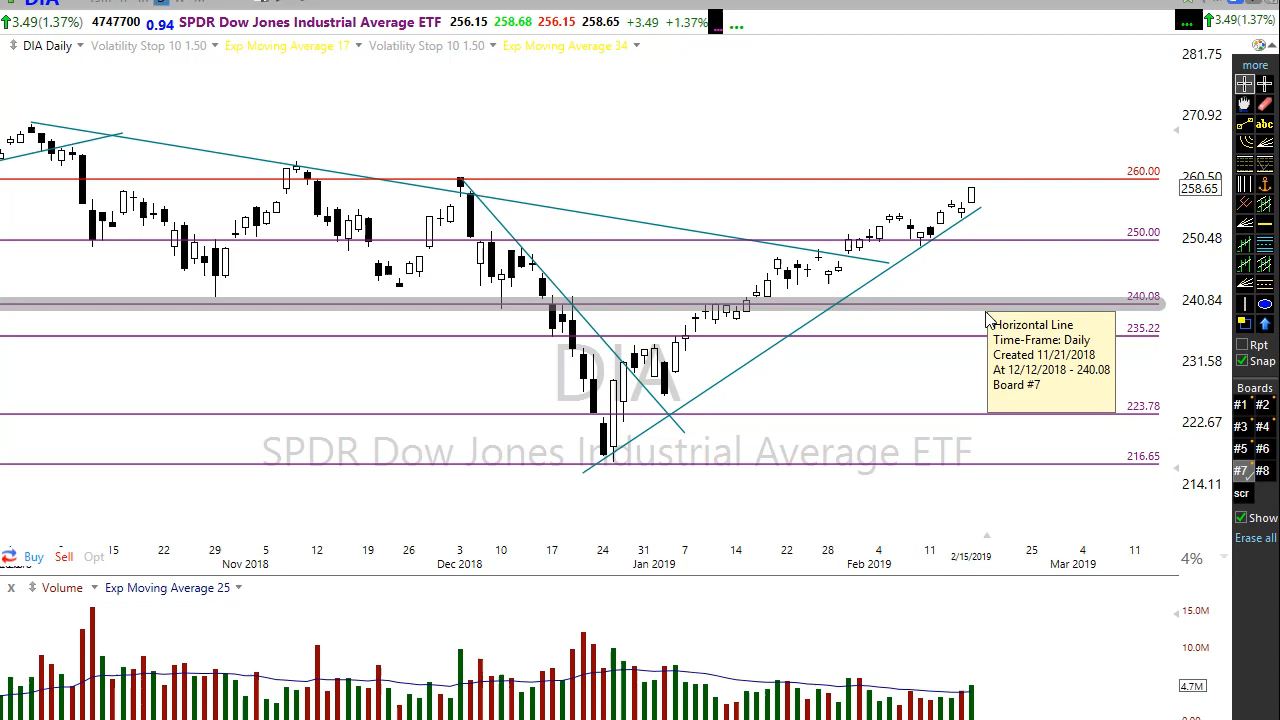 DIA
3.49(1.37%) 4747700 0.94 SPDR Dow Jones Industrial Average ETF 256.15 258.68 256.15 258.65 +3.49 +1.37% ... ... 3.49(1.37%)
DIA Daily Volatility Stop 10 1.50 Exp Moving Average 17 Volatility Stop 10 1.50 Exp Moving Average 34
281.75
more
270.92
abc
260.00
260.50
258.65
250.00
250.48
240.08
240.84
Horizontal Line
Time-Frame: Daily
Created 11/21/2018
At 12/12/2018 - 240.08
Board #7
235.22
Rpt
Snap
231.58
DIA
Boards
#1 #2
223.78
222.67
#3 #4
SPDR Dow Jones Industrial Average ETF
#5 #6
216.65
#7 #8
214.11
scr
Show
Erase all
Buy Sell Opt
15 22 29 5 12 19 26 3 10 17 24 31 7 14 22 28 4 11 2/15/2019 25 4 11
Nov 2018 Dec 2018 Jan 2019 Feb 2019 Mar 2019
4%
x Volume Exp Moving Average 25
15.0M
10.0M
4.7M